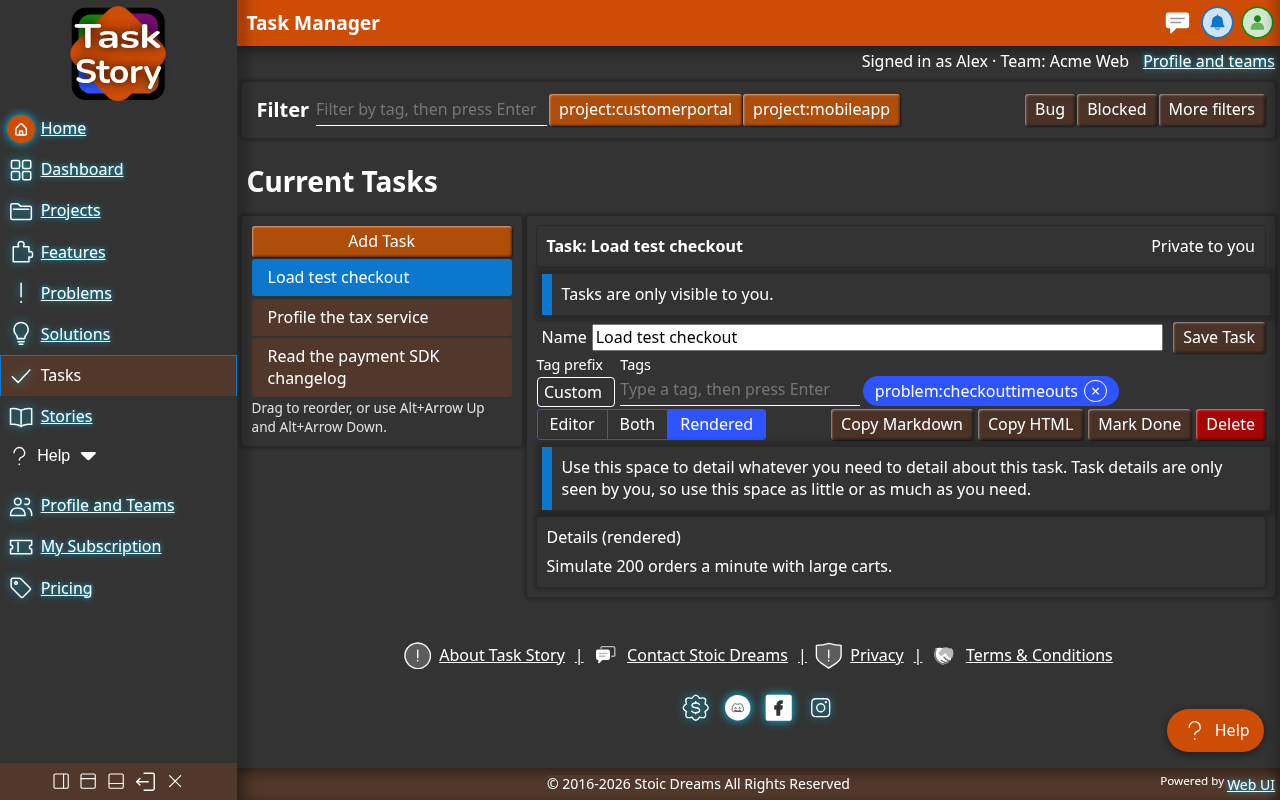 Task
Story
Home
Dashboard
Projects
Features
Problems
Solutions
Tasks
Stories
Help
Profile and Teams
My Subscription
Pricing
Task Manager
Signed in as Alex · Team: Acme Web Profile and teams
Filter Filter by tag, then press Enter project:customerportal project:mobileapp Bug Blocked More filters
Current Tasks
Add Task
Load test checkout
Profile the tax service
Read the payment SDK
changelog
Drag to reorder, or use Alt+Arrow Up
and Alt+Arrow Down.
Task: Load test checkout Private to you
Tasks are only visible to you.
Name Load test checkout Save Task
Tag prefix Tags
Custom Type a tag, then press Enter problem:checkouttimeouts
Editor Both Rendered Copy Markdown Copy HTML Mark Done Delete
Use this space to detail whatever you need to detail about this task. Task details are only
seen by you, so use this space as little or as much as you need.
Details (rendered)
Simulate 200 orders a minute with large carts.
About Task Story | Contact Stoic Dreams | Privacy | Terms & Conditions
Help
© 2016-2026 Stoic Dreams All Rights Reserved
Powered by Web UI